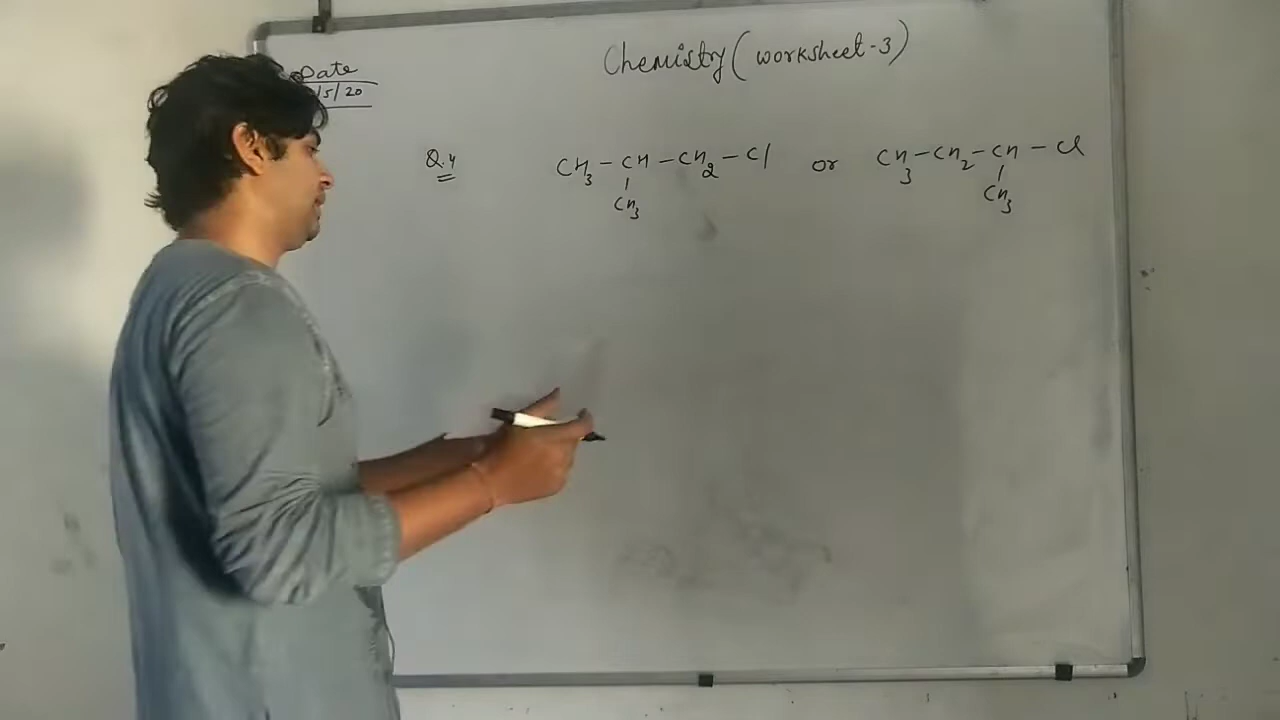 Chemistry (worksheet-3)
Date
/5/20
Q.4 CH3-CH-CH2-Cl or CH3-CH2-CH-Cl
CH3 CH3